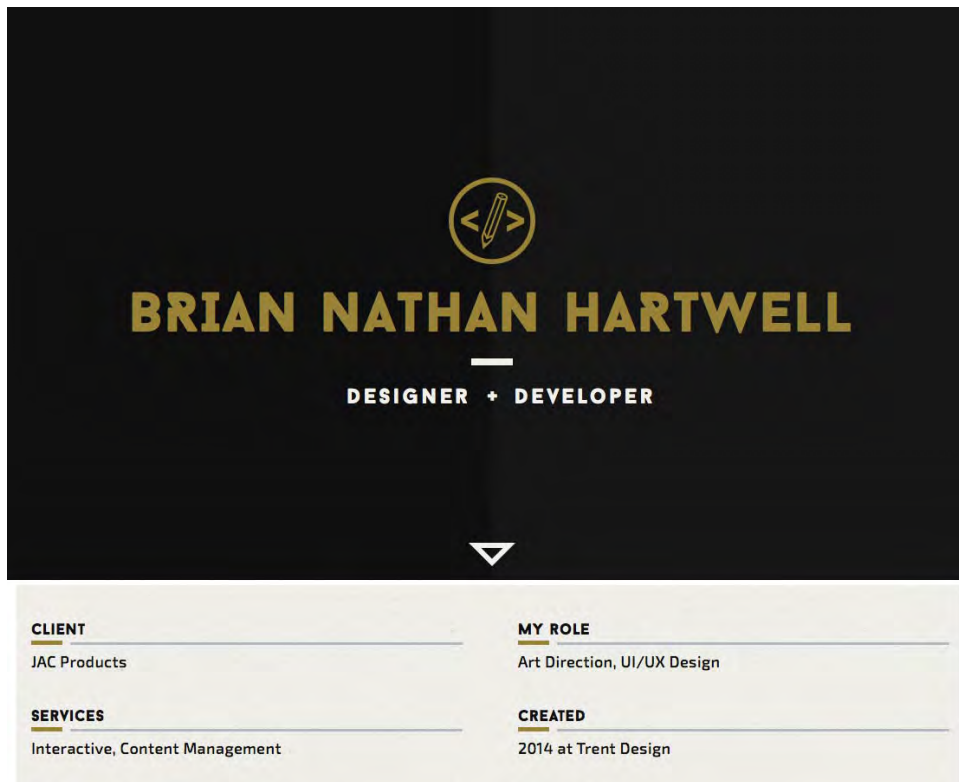 BRIAN NATHAN HARTWELL
DESIGNER + DEVELOPER
CLIENT
JAC Products
MY ROLE
Art Direction, UI/UX Design
SERVICES
Interactive, Content Management
CREATED
2014 at Trent Design